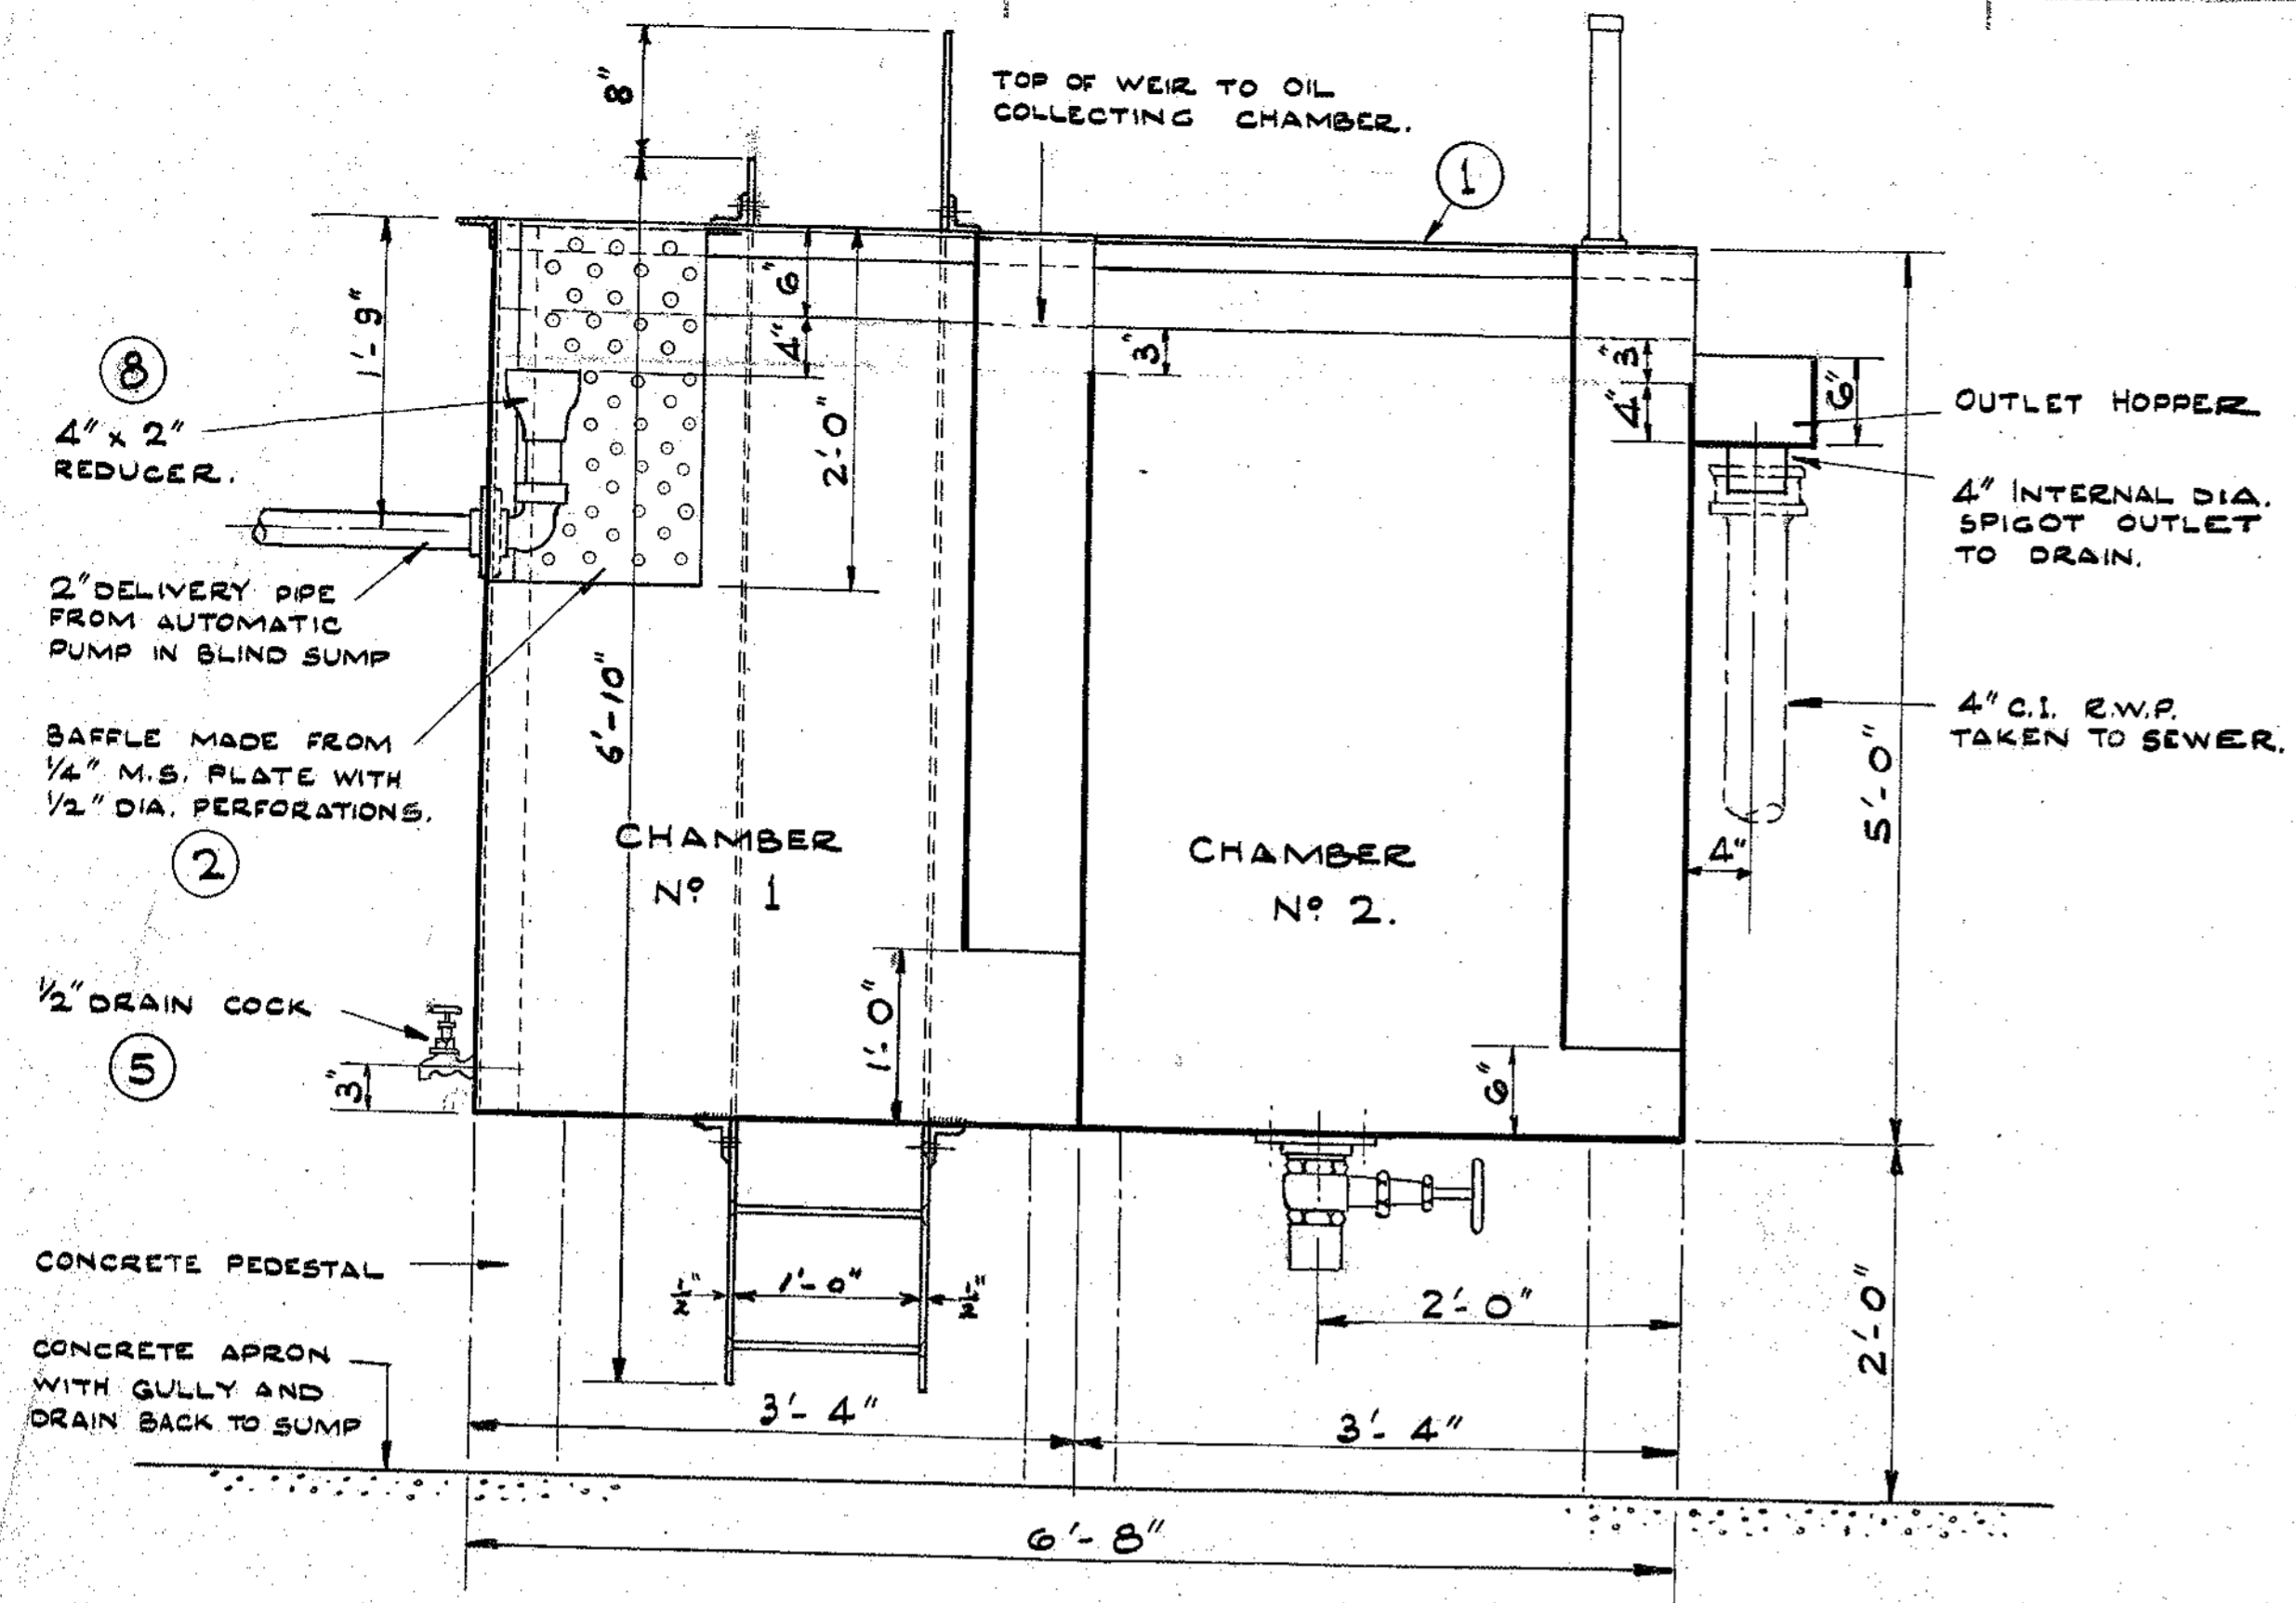 8"
TOP OF WEIR TO OIL
COLLECTING CHAMBER.
1
1'-9"
6"
4"
2'-0"
3"
3"
4"
6"
8
4" x 2"
REDUCER.
OUTLET HOPPER
4" INTERNAL DIA.
SPIGOT OUTLET
TO DRAIN.
2" DELIVERY PIPE
FROM AUTOMATIC
PUMP IN BLIND SUMP
6'-10"
4" C.I. R.W.P.
TAKEN TO SEWER.
BAFFLE MADE FROM
1/4" M.S. PLATE WITH
1/2" DIA. PERFORATIONS.
2
CHAMBER
Nº 1
CHAMBER
Nº 2.
4"
5'-0"
1/2" DRAIN COCK
5
3"
1'-0"
6"
CONCRETE PEDESTAL
1/2"
1'-0"
1/2"
2'-0"
2'-0"
CONCRETE APRON
WITH GULLY AND
DRAIN BACK TO SUMP
3'-4"
3'-4"
6'-8"